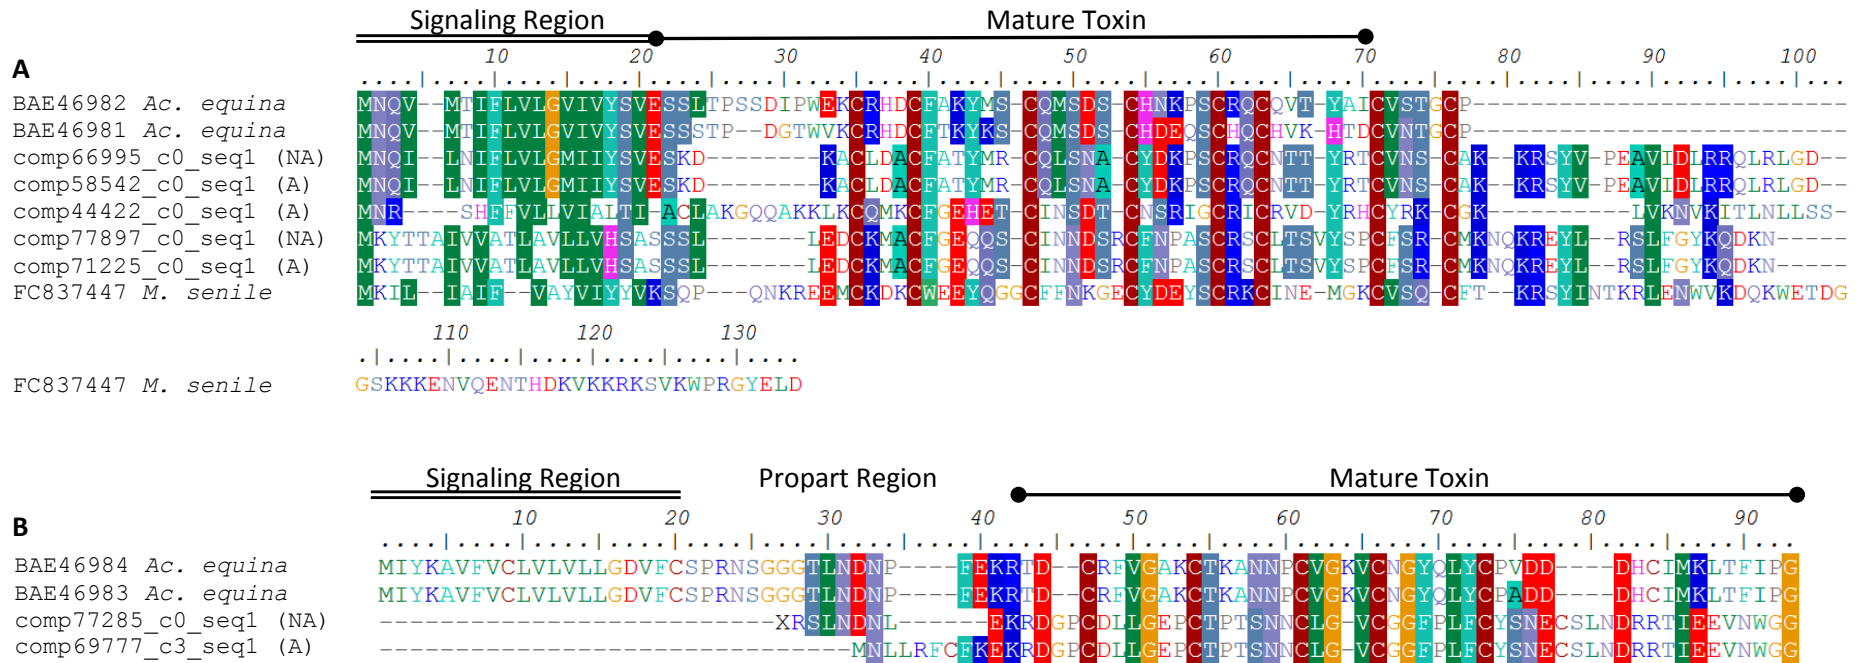 Signaling Region Mature Toxin
10 20 30 40 50 60 70 80 90 100
A
BAE46982 Ac. equina MNQV--MTIFLVLGVIVYSVESSLTPSSDIPWEKCRHDCFAKYMS-CQMSDS-CHNKPSCRQCQVT-YAICVSTGCP--------------------------
BAE46981 Ac. equina MNQV--MTIFLVLGVIVYSVESSSTP--DGTWVKCRHDCFTKYKS-CQMSDS-CHDEQSCHQCHVK-HTDCVNTGCP--------------------------
comp66995_c0_seq1 (NA) MNQI--LNIFLVLGMIIYSVESKD--------KACLDACFATYMR-CQLSNA-CYDKPSCRQCNTT-YRTCVNS-CAK--KRSYV-PEAVIDLRRQLRLGD--
comp58542_c0_seq1 (A) MNQI--LNIFLVLGMIIYSVESKD--------KACLDACFATYMR-CQLSNA-CYDKPSCRQCNTT-YRTCVNS-CAK--KRSYV-PEAVIDLRRQLRLGD--
comp44422_c0_seq1 (A) MNR----SHFFVLLVIALTI-ACLAKGQQAKKLKCQMKCFGEHET-CINSDT-CNSRIGCRICRVD-YRHCYRK-CGK----------LVKNVKITLNLLSS-
comp77897_c0_seq1 (NA) MKYTTAIVVATLAVLLVHSASSSL-------LEDCKMACFGEQQS-CINNDSRCFNPASCRSCLTSVYSPCFSR-CMKNQKREYL--RSLFGYKQDKN-----
comp71225_c0_seq1 (A) MKYTTAIVVATLAVLLVHSASSSL-------LEDCKMACFGEQQS-CINNDSRCFNPASCRSCLTSVYSPCFSR-CMKNQKREYL--RSLFGYKQDKN-----
FC837447 M. senile MKIL--IAIF--VAYVIYYVKSQP---QNKREEMCKDKCWEEYQGGCFFNKGECYDEYSCRKCINE-MGKCVSQ-CFT--KRSYINTKRLENWVKDQKWETDG
110 120 130
FC837447 M. senile GSKKKENVQENTHDKVKKRKSVKWPRGYELD
Signaling Region Propart Region Mature Toxin
10 20 30 40 50 60 70 80 90
B
BAE46984 Ac. equina MIYKAVFVCLVLVLLGDVFCSPRNSGGGTLNDNP----FEKRTD--CRFVGAKCTKANNPCVGKVCNGYQLYCPVDD----DHCIMKLTFIPG
BAE46983 Ac. equina MIYKAVFVCLVLVLLGDVFCSPRNSGGGTLNDNP----FEKRTD--CRFVGAKCTKANNPCVGKVCNGYQLYCPADD----DHCIMKLTFIPG
comp77285_c0_seq1 (NA) --------------------------XRSLNDNL------EKRDGPCDLLGEPCTPTSNNCLG-VCGGFPLFCYSNECSLNDRRTIEEVNWGG
comp69777_c3_seq1 (A) -------------------------------MNLLRFCFKEKRDGPCDLLGEPCTPTSNNCLG-VCGGFPLFCYSNECSLNDRRTIEEVNWGG